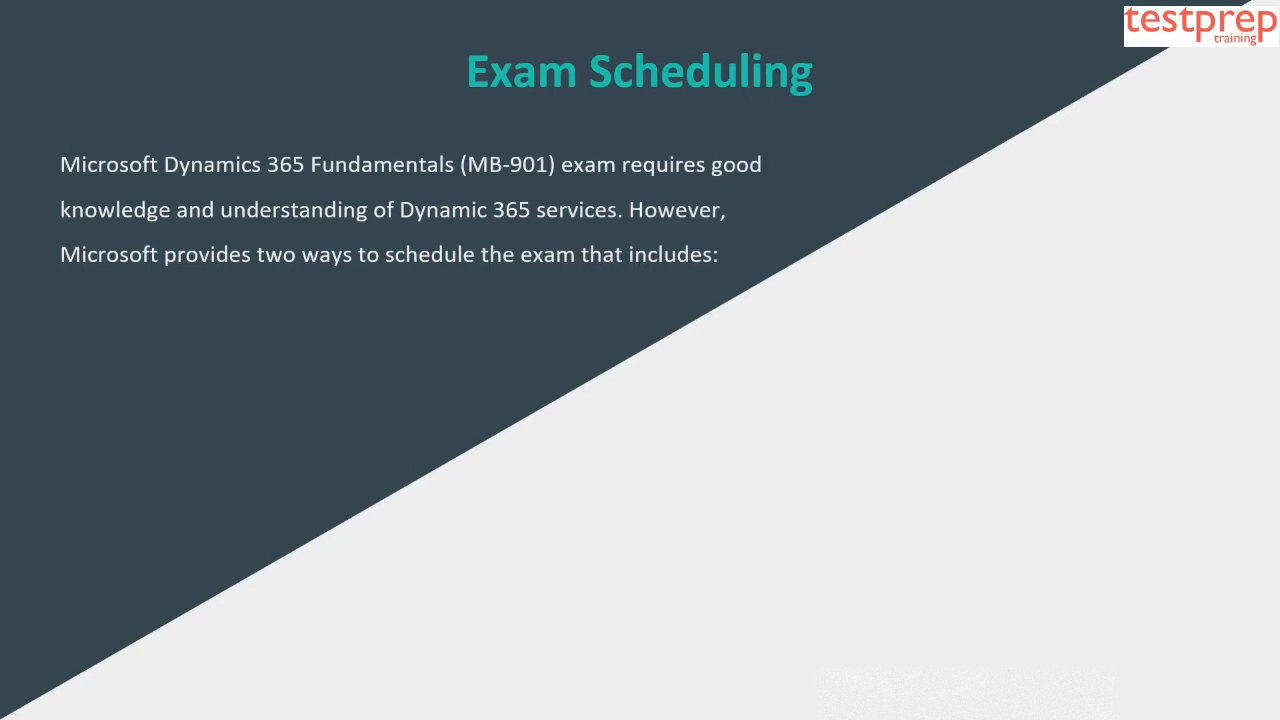 testprep
training
Exam Scheduling
Microsoft Dynamics 365 Fundamentals (MB-901) exam requires good
knowledge and understanding of Dynamic 365 services. However,
Microsoft provides two ways to schedule the exam that includes: